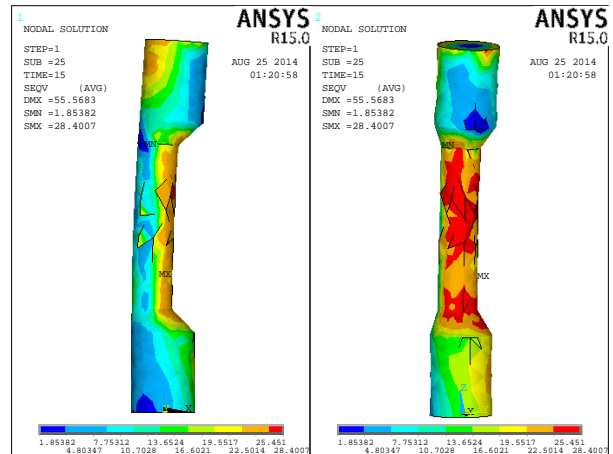 1
ANSYS
R15.0
NODAL SOLUTION
STEP=1
SUB =25
TIME=15
SEQV (AVG)
DMX =55.5683
SMN =1.85382
SMX =28.4007
AUG 25 2014
01:20:58
MN
MX
X
1.85382 7.75312 13.6524 19.5517 25.451
4.80347 10.7028 16.6021 22.5014 28.4007
2
ANSYS
R15.0
NODAL SOLUTION
STEP=1
SUB =25
TIME=15
SEQV (AVG)
DMX =55.5683
SMN =1.85382
SMX =28.4007
AUG 25 2014
01:20:58
MN
MX
Z
Y
1.85382 7.75312 13.6524 19.5517 25.451
4.80347 10.7028 16.6021 22.5014 28.4007